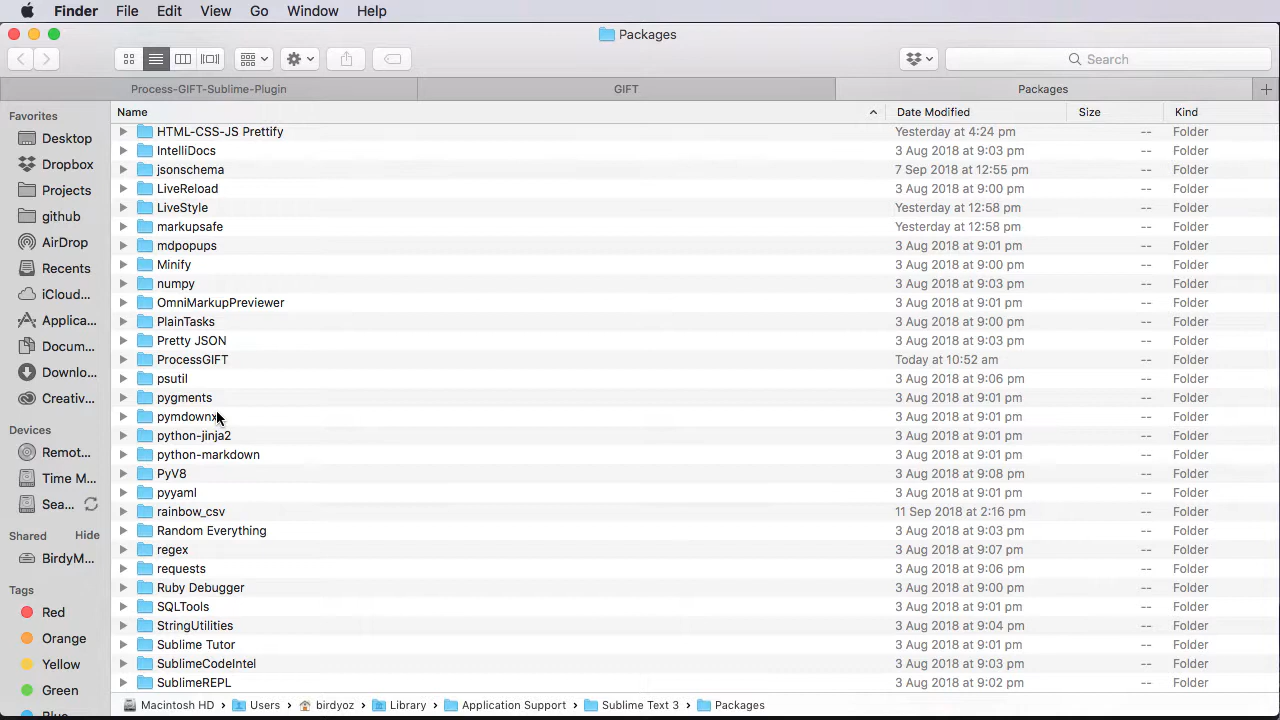 Finder File Edit View Go Window Help
Packages
Search
Process-GIFT-Sublime-Plugin GIFT Packages
Favorites
Desktop
Dropbox
Projects
github
AirDrop
Recents
iCloud...
Applica...
Docum...
Downlo...
Creativ...
Devices
Remot...
Time M...
Sea...
Shared Hide
BirdyM...
Tags
Red
Orange
Yellow
Green
Name Date Modified Size Kind
HTML-CSS-JS Prettify Yesterday at 4:24 pm -- Folder
IntelliDocs 3 Aug 2018 at 9:03 pm -- Folder
jsonschema 7 Sep 2018 at 12:55 pm -- Folder
LiveReload 3 Aug 2018 at 9:00 pm -- Folder
LiveStyle Yesterday at 12:58 pm -- Folder
markupsafe Yesterday at 12:58 pm -- Folder
mdpopups 3 Aug 2018 at 9:01 pm -- Folder
Minify 3 Aug 2018 at 9:00 pm -- Folder
numpy 3 Aug 2018 at 9:03 pm -- Folder
OmniMarkupPreviewer 3 Aug 2018 at 9:01 pm -- Folder
PlainTasks 3 Aug 2018 at 9:00 pm -- Folder
Pretty JSON 3 Aug 2018 at 9:03 pm -- Folder
ProcessGIFT Today at 10:52 am -- Folder
psutil 3 Aug 2018 at 9:06 pm -- Folder
pygments 3 Aug 2018 at 9:01 pm -- Folder
pymdownx 3 Aug 2018 at 9:01 pm -- Folder
python-jinja2 3 Aug 2018 at 9:01 pm -- Folder
python-markdown 3 Aug 2018 at 9:01 pm -- Folder
PyV8 3 Aug 2018 at 9:08 pm -- Folder
pyyaml 3 Aug 2018 at 9:01 pm -- Folder
rainbow_csv 11 Sep 2018 at 2:16 pm -- Folder
Random Everything 3 Aug 2018 at 9:03 pm -- Folder
regex 3 Aug 2018 at 9:07 pm -- Folder
requests 3 Aug 2018 at 9:06 pm -- Folder
Ruby Debugger 3 Aug 2018 at 9:00 pm -- Folder
SQLTools 3 Aug 2018 at 9:01 pm -- Folder
StringUtilities 3 Aug 2018 at 9:04 pm -- Folder
Sublime Tutor 3 Aug 2018 at 9:01 pm -- Folder
SublimeCodeIntel 3 Aug 2018 at 9:03 pm -- Folder
SublimeREPL 3 Aug 2018 at 9:02 pm -- Folder
Macintosh HD Users birdyoz Library Application Support Sublime Text 3 Packages